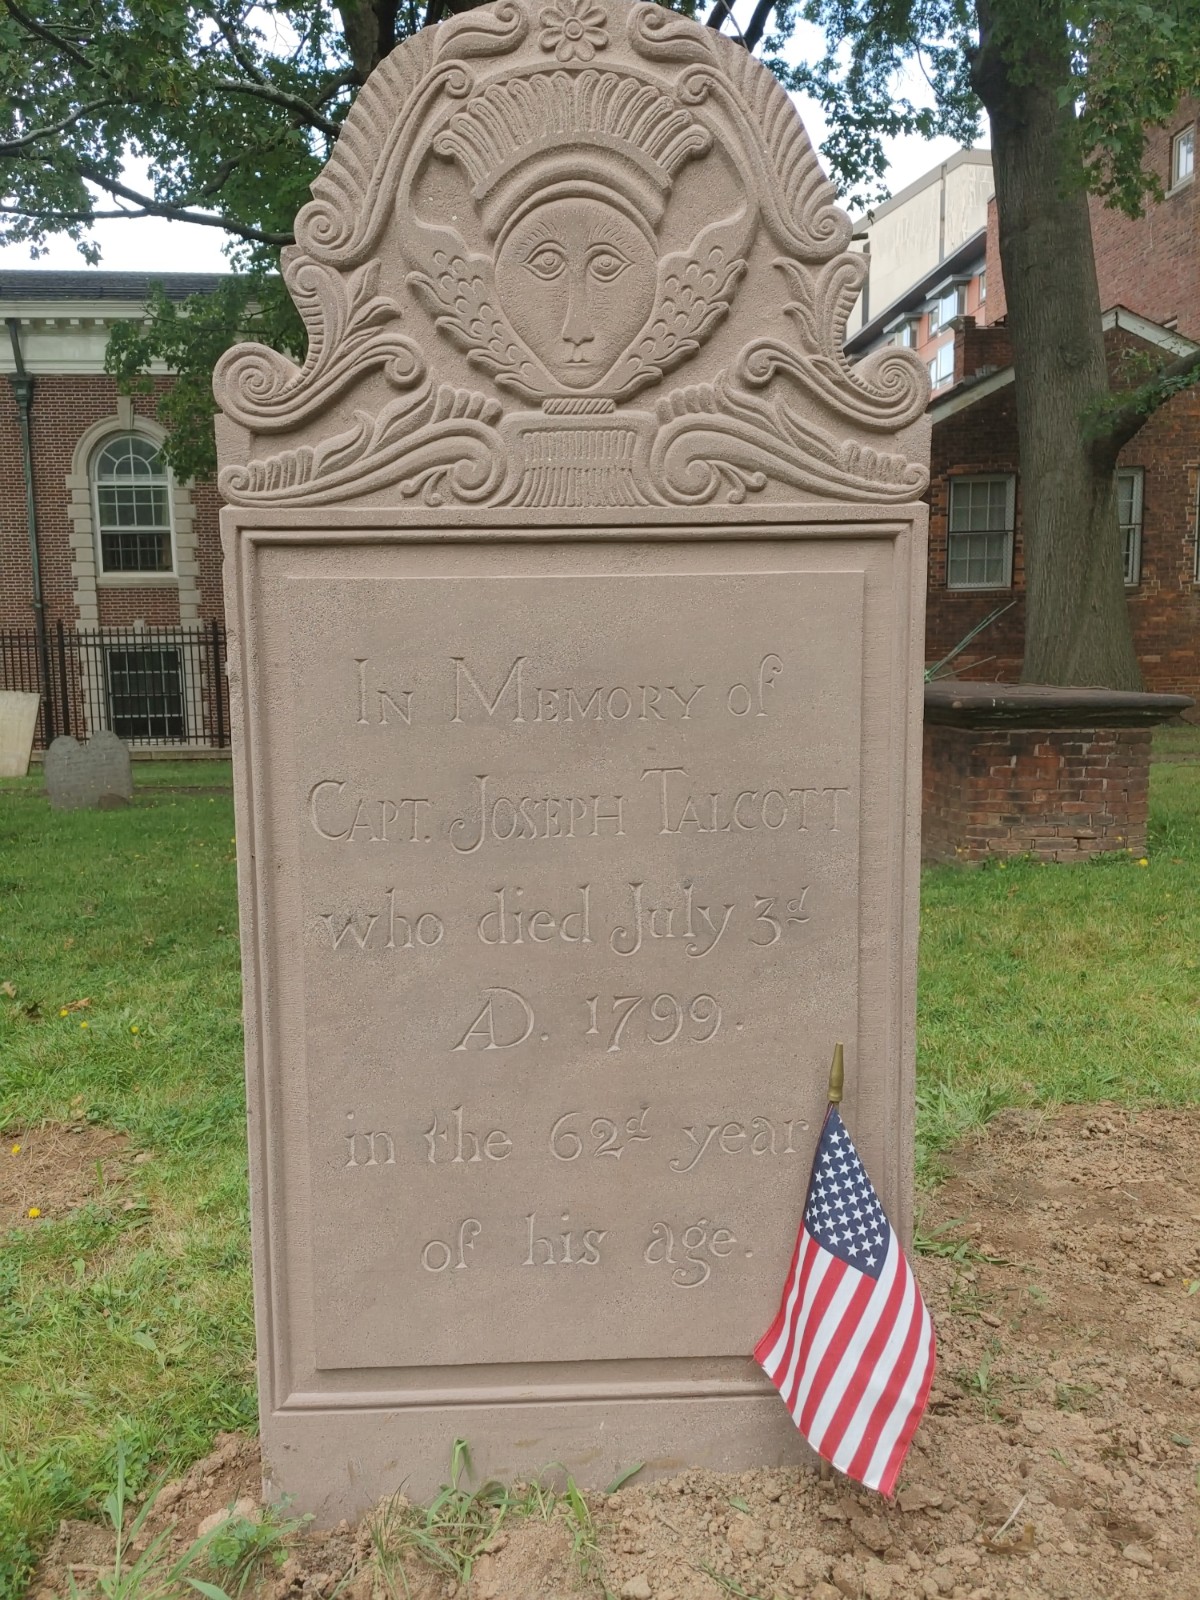 In Memory of
Capt. Joseph Talcott
who died July 3d
AD. 1799.
in the 62d year
of his age.